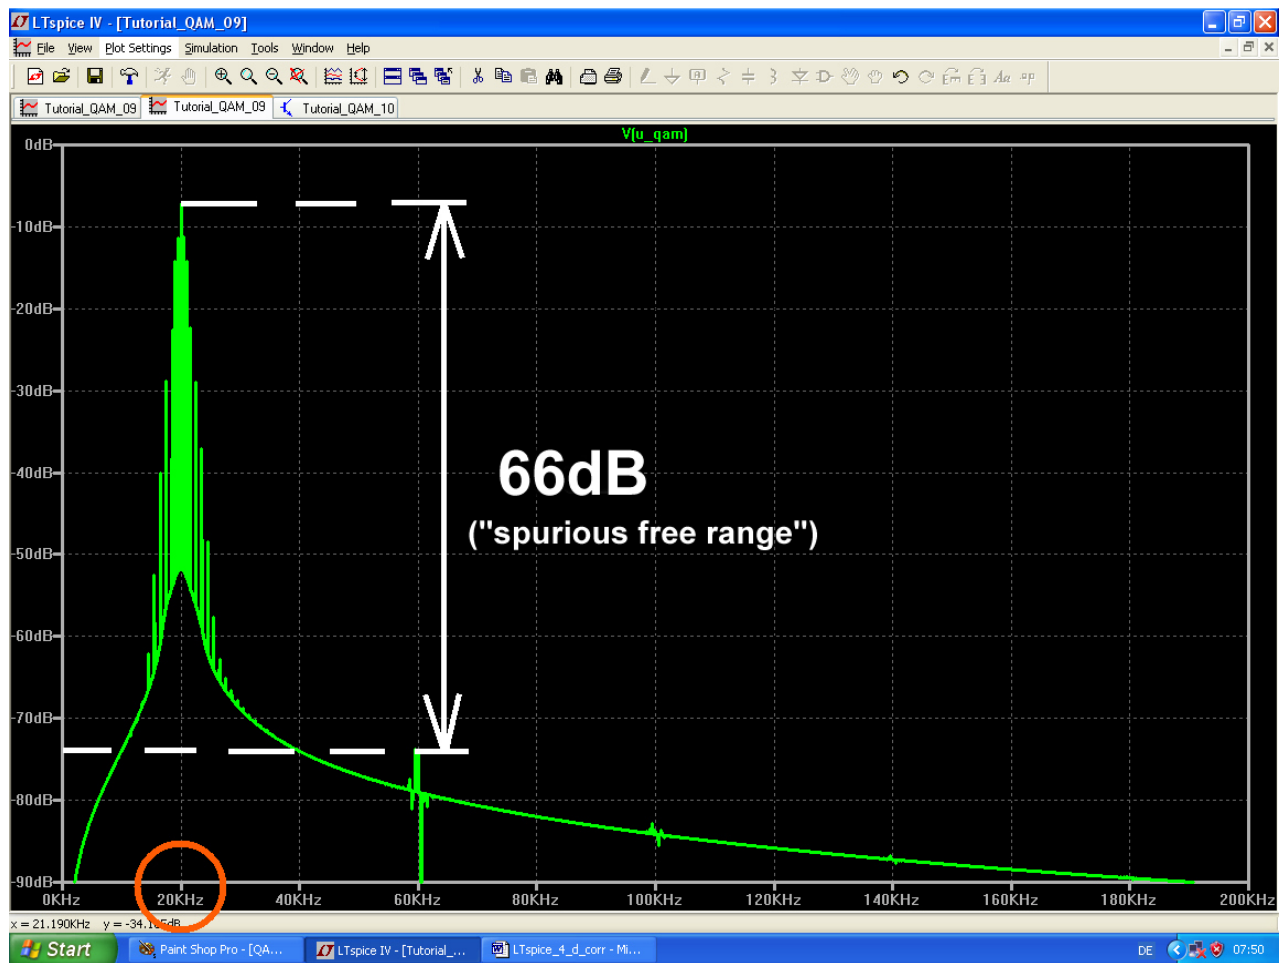 LTspice IV - [Tutorial_QAM_09]
File View Plot Settings Simulation Tools Window Help
Tutorial_QAM_09 Tutorial_QAM_09 Tutorial_QAM_10
V(u_qam)
0dB
-10dB
-20dB
-30dB
-40dB
-50dB
-60dB
-70dB
-80dB
-90dB
66dB
("spurious free range")
0KHz 20KHz 40KHz 60KHz 80KHz 100KHz 120KHz 140KHz 160KHz 180KHz 200KHz
x = 21.190KHz y =
Start Paint Shop Pro - [QA... LTspice IV - [Tutorial_... LTspice_4_d_corr - Mi... DE 07:50